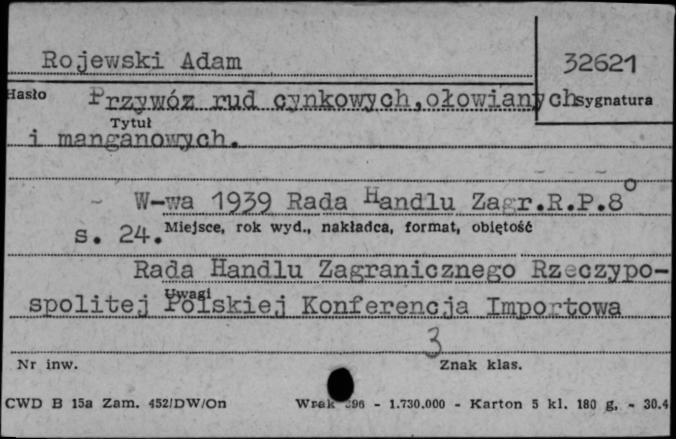 Rojewski Adam
32621
Hasło
Przywóz rud cynkowych,ołowianych
sygnatura
Tytuł
i manganowych.
W-wa 1939 Rada Handlu Zagr.R.P.8°
s. 24.
Miejsce, rok wyd., nakładca, format, objętość
Rada Handlu Zagranicznego Rzeczypo-
Uwagi
spolitej Polskiej Konferencja Importowa
3
Nr inw.
Znak klas.
CWD B 15a Zam. 452/DW/On
96 - 1.730.000 - Karton 5 kl. 180 g. - 30.4